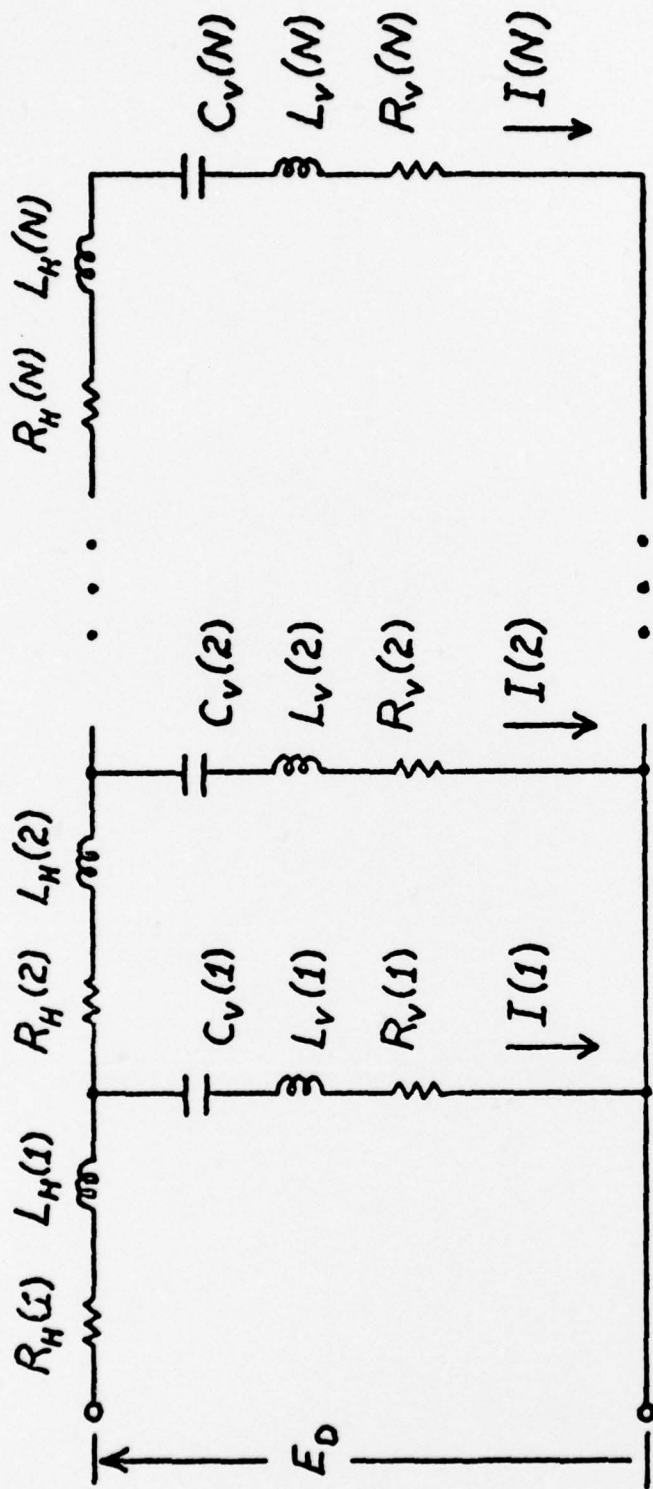 R_H(1) L_H(1) R_H(2) L_H(2) R_H(N) L_H(N)
C_V(1) C_V(2) C_V(N)
L_V(1) L_V(2) L_V(N)
E_D R_V(1) R_V(2) R_V(N)
I(1) I(2) I(N)